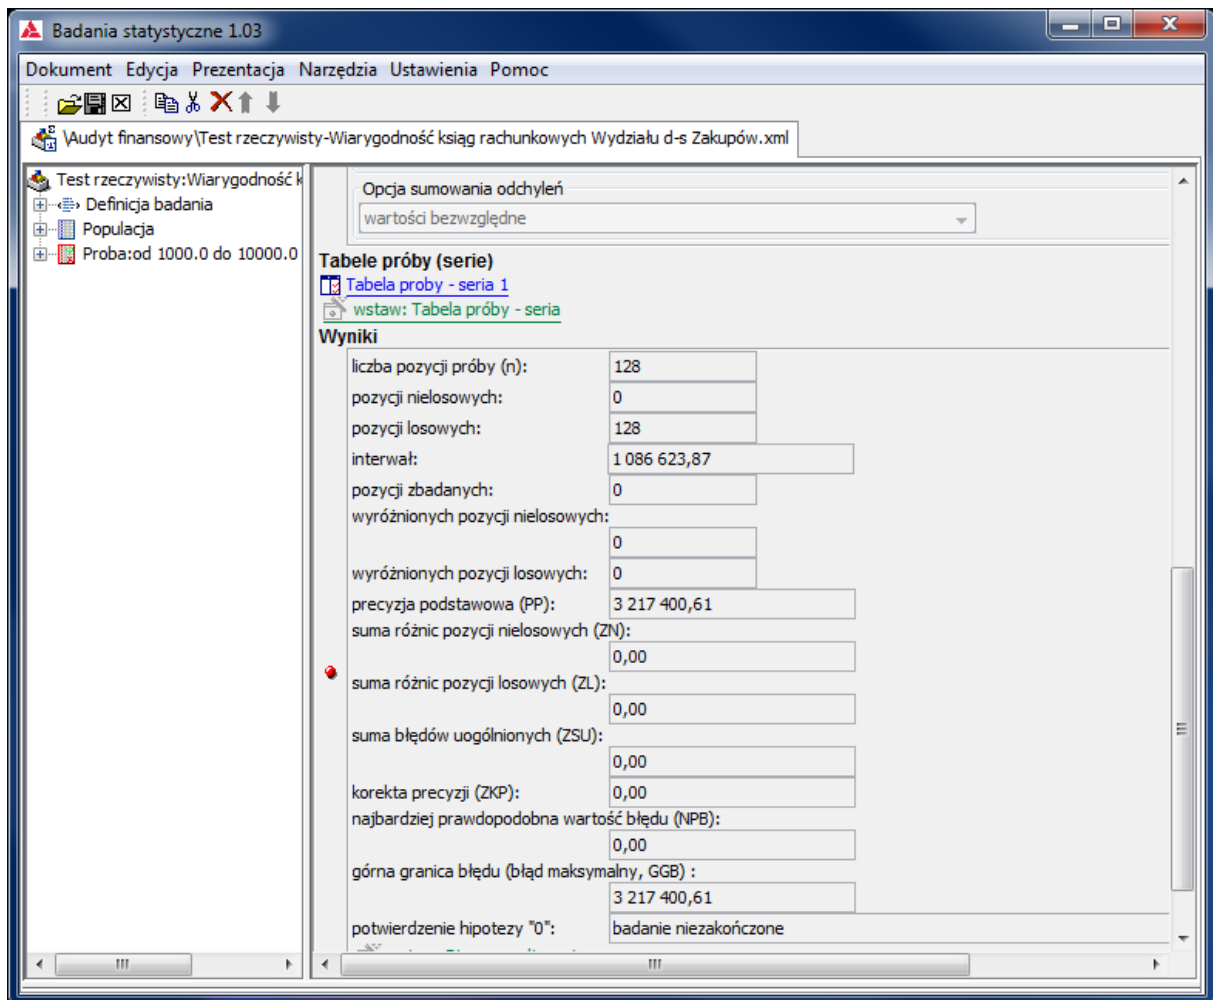 Badania statystyczne 1.03
Dokument Edycja Prezentacja Narzędzia Ustawienia Pomoc
\Audyt finansowy\Test rzeczywisty-Wiarygodność ksiąg rachunkowych Wydziału d-s Zakupów.xml
Test rzeczywisty:Wiarygodność k
Definicja badania
Populacja
Proba:od 1000.0 do 10000.0
Opcja sumowania odchyleń
wartości bezwzględne
Tabele próby (serie)
Tabela proby - seria 1
wstaw: Tabela próby - seria
Wyniki
liczba pozycji próby (n): 128
pozycji nielosowych: 0
pozycji losowych: 128
interwał: 1 086 623,87
pozycji zbadanych: 0
wyróżnionych pozycji nielosowych:
0
wyróżnionych pozycji losowych: 0
precyzja podstawowa (PP): 3 217 400,61
suma różnic pozycji nielosowych (ZN):
0,00
suma różnic pozycji losowych (ZL):
0,00
suma błędów uogólnionych (ZSU):
0,00
korekta precyzji (ZKP): 0,00
najbardziej prawdopodobna wartość błędu (NPB):
0,00
górna granica błędu (błąd maksymalny, GGB) :
3 217 400,61
potwierdzenie hipotezy "0": badanie niezakończone